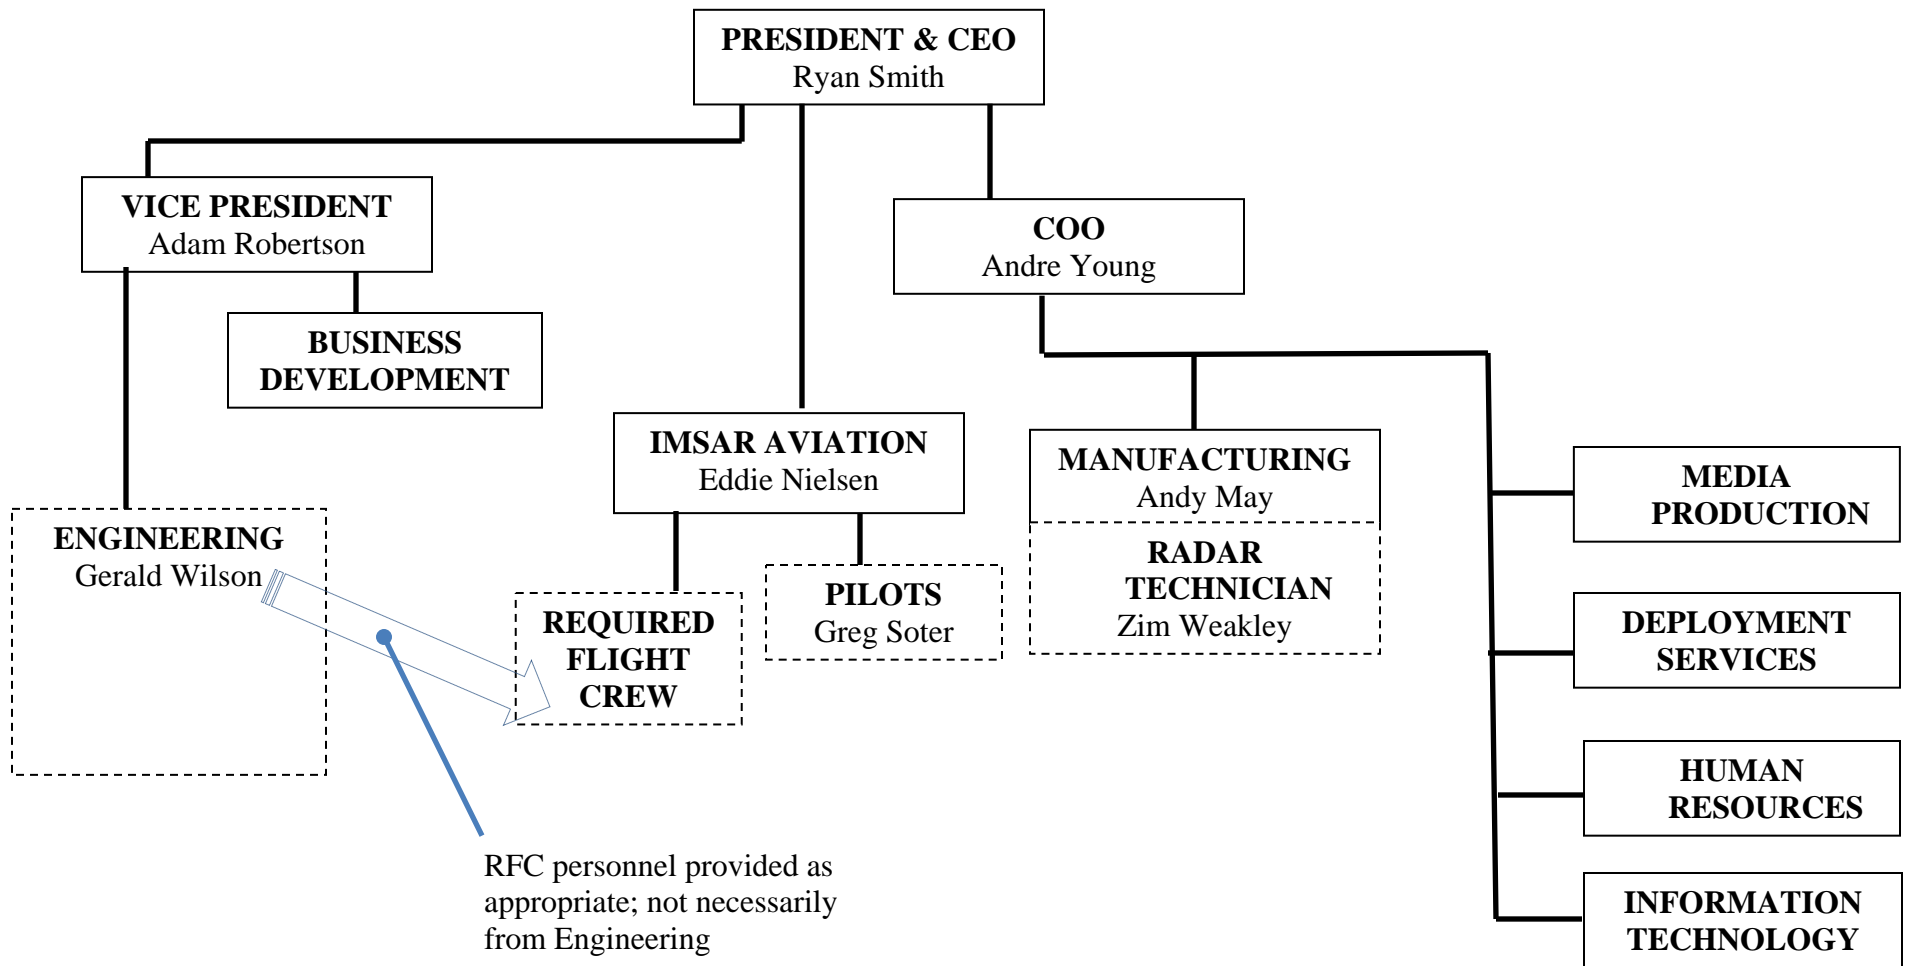 PRESIDENT & CEO
Ryan Smith
VICE PRESIDENT
Adam Robertson
COO
Andre Young
BUSINESS
DEVELOPMENT
IMSAR AVIATION
Eddie Nielsen
MANUFACTURING
Andy May
MEDIA
PRODUCTION
ENGINEERING
Gerald Wilson
RADAR
TECHNICIAN
Zim Weakley
PILOTS
Greg Soter
REQUIRED
FLIGHT
CREW
DEPLOYMENT
SERVICES
HUMAN
RESOURCES
RFC personnel provided as
appropriate; not necessarily
from Engineering
INFORMATION
TECHNOLOGY